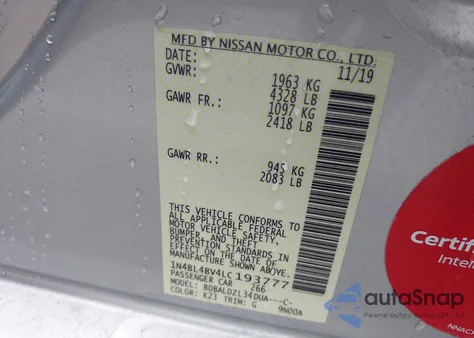 MFD BY NISSAN MOTOR CO., LTD.
DATE: 11/19
GVWR: 1963 KG
4328 LB
GAWR FR.: 1097 KG
2418 LB
GAWR RR.: 945 KG
2083 LB
THIS VEHICLE CONFORMS TO
ALL APPLICABLE FEDERAL
MOTOR VEHICLE SAFETY,
BUMPER, AND THEFT
PREVENTION STANDARDS
IN EFFECT ON THE DATE OF
MANUFACTURE SHOWN ABOVE.
1N4BL4BV4LC193777
PASSENGER CAR 266
MODEL: BDBALDZL34DUA---C-
COLOR: K23 TRIM: G 9N00A
Certif
Inte
autoSnap